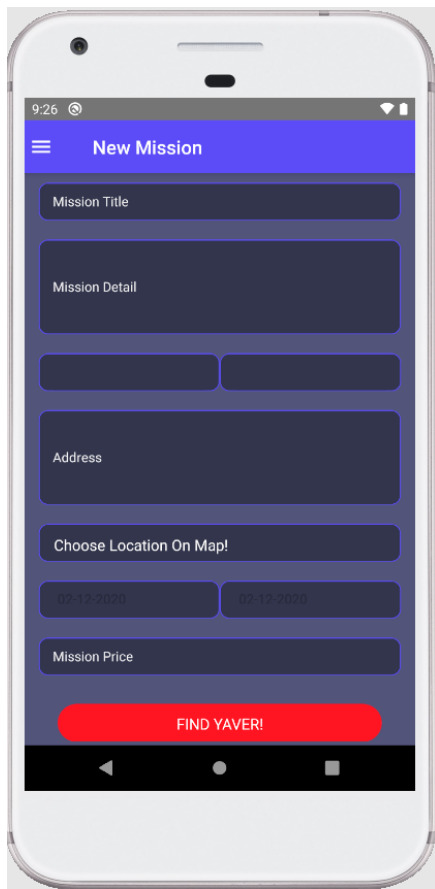 9:26
New Mission
Mission Title
Mission Detail
Address
Choose Location On Map!
02-12-2020 02-12-2020
Mission Price
FIND YAVER!